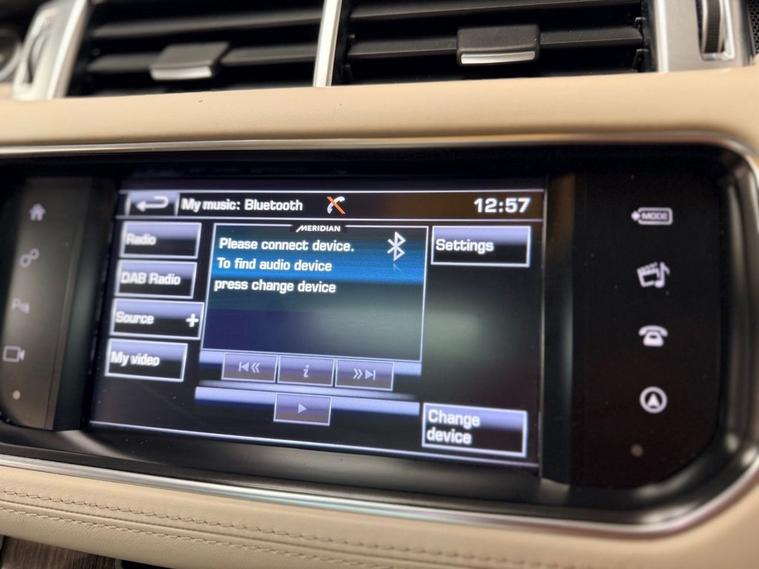 My music: Bluetooth
12:57
MERIDIAN
Radio
Please connect device.
Settings
To find audio device
DAB Radio
press change device
Source +
My video
i
Change
device
MODE
P